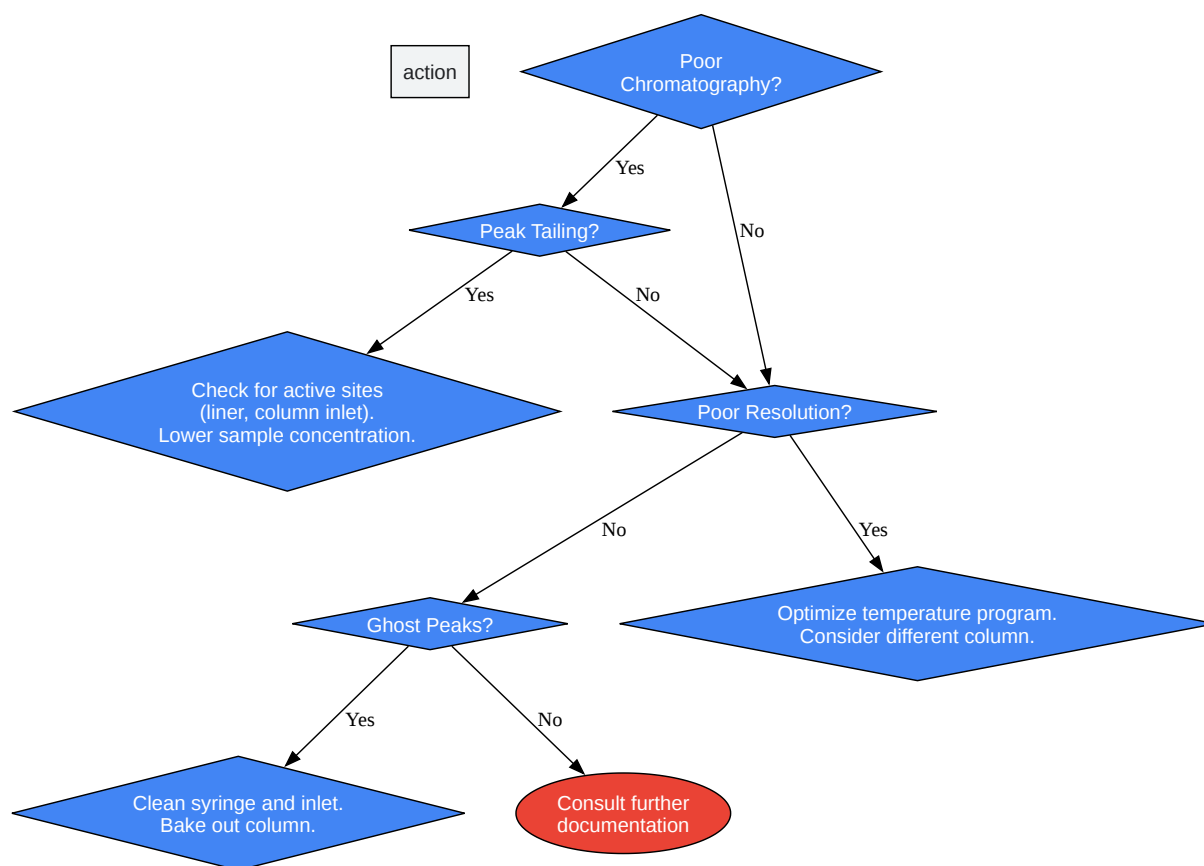 action
Poor
Chromatography?
Yes
No
Peak Tailing?
Yes
No
Check for active sites
(liner, column inlet).
Lower sample concentration.
Poor Resolution?
No
Yes
Ghost Peaks?
Optimize temperature program.
Consider different column.
Yes
No
Clean syringe and inlet.
Bake out column.
Consult further
documentation